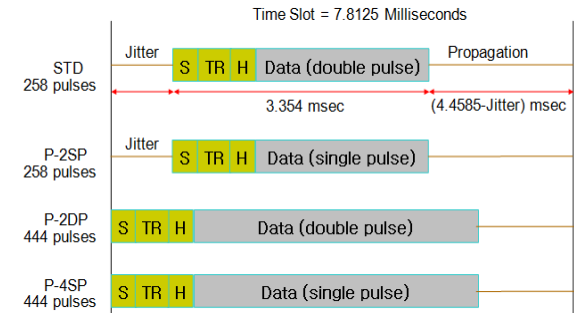 Time Slot = 7.8125 Milliseconds
STD
258 pulses
Jitter
S TR H Data (double pulse)
Propagation
3.354 msec
(4.4585-Jitter) msec
P-2SP
258 pulses
Jitter
S TR H Data (single pulse)
P-2DP
444 pulses
S TR H Data (double pulse)
P-4SP
444 pulses
S TR H Data (single pulse)